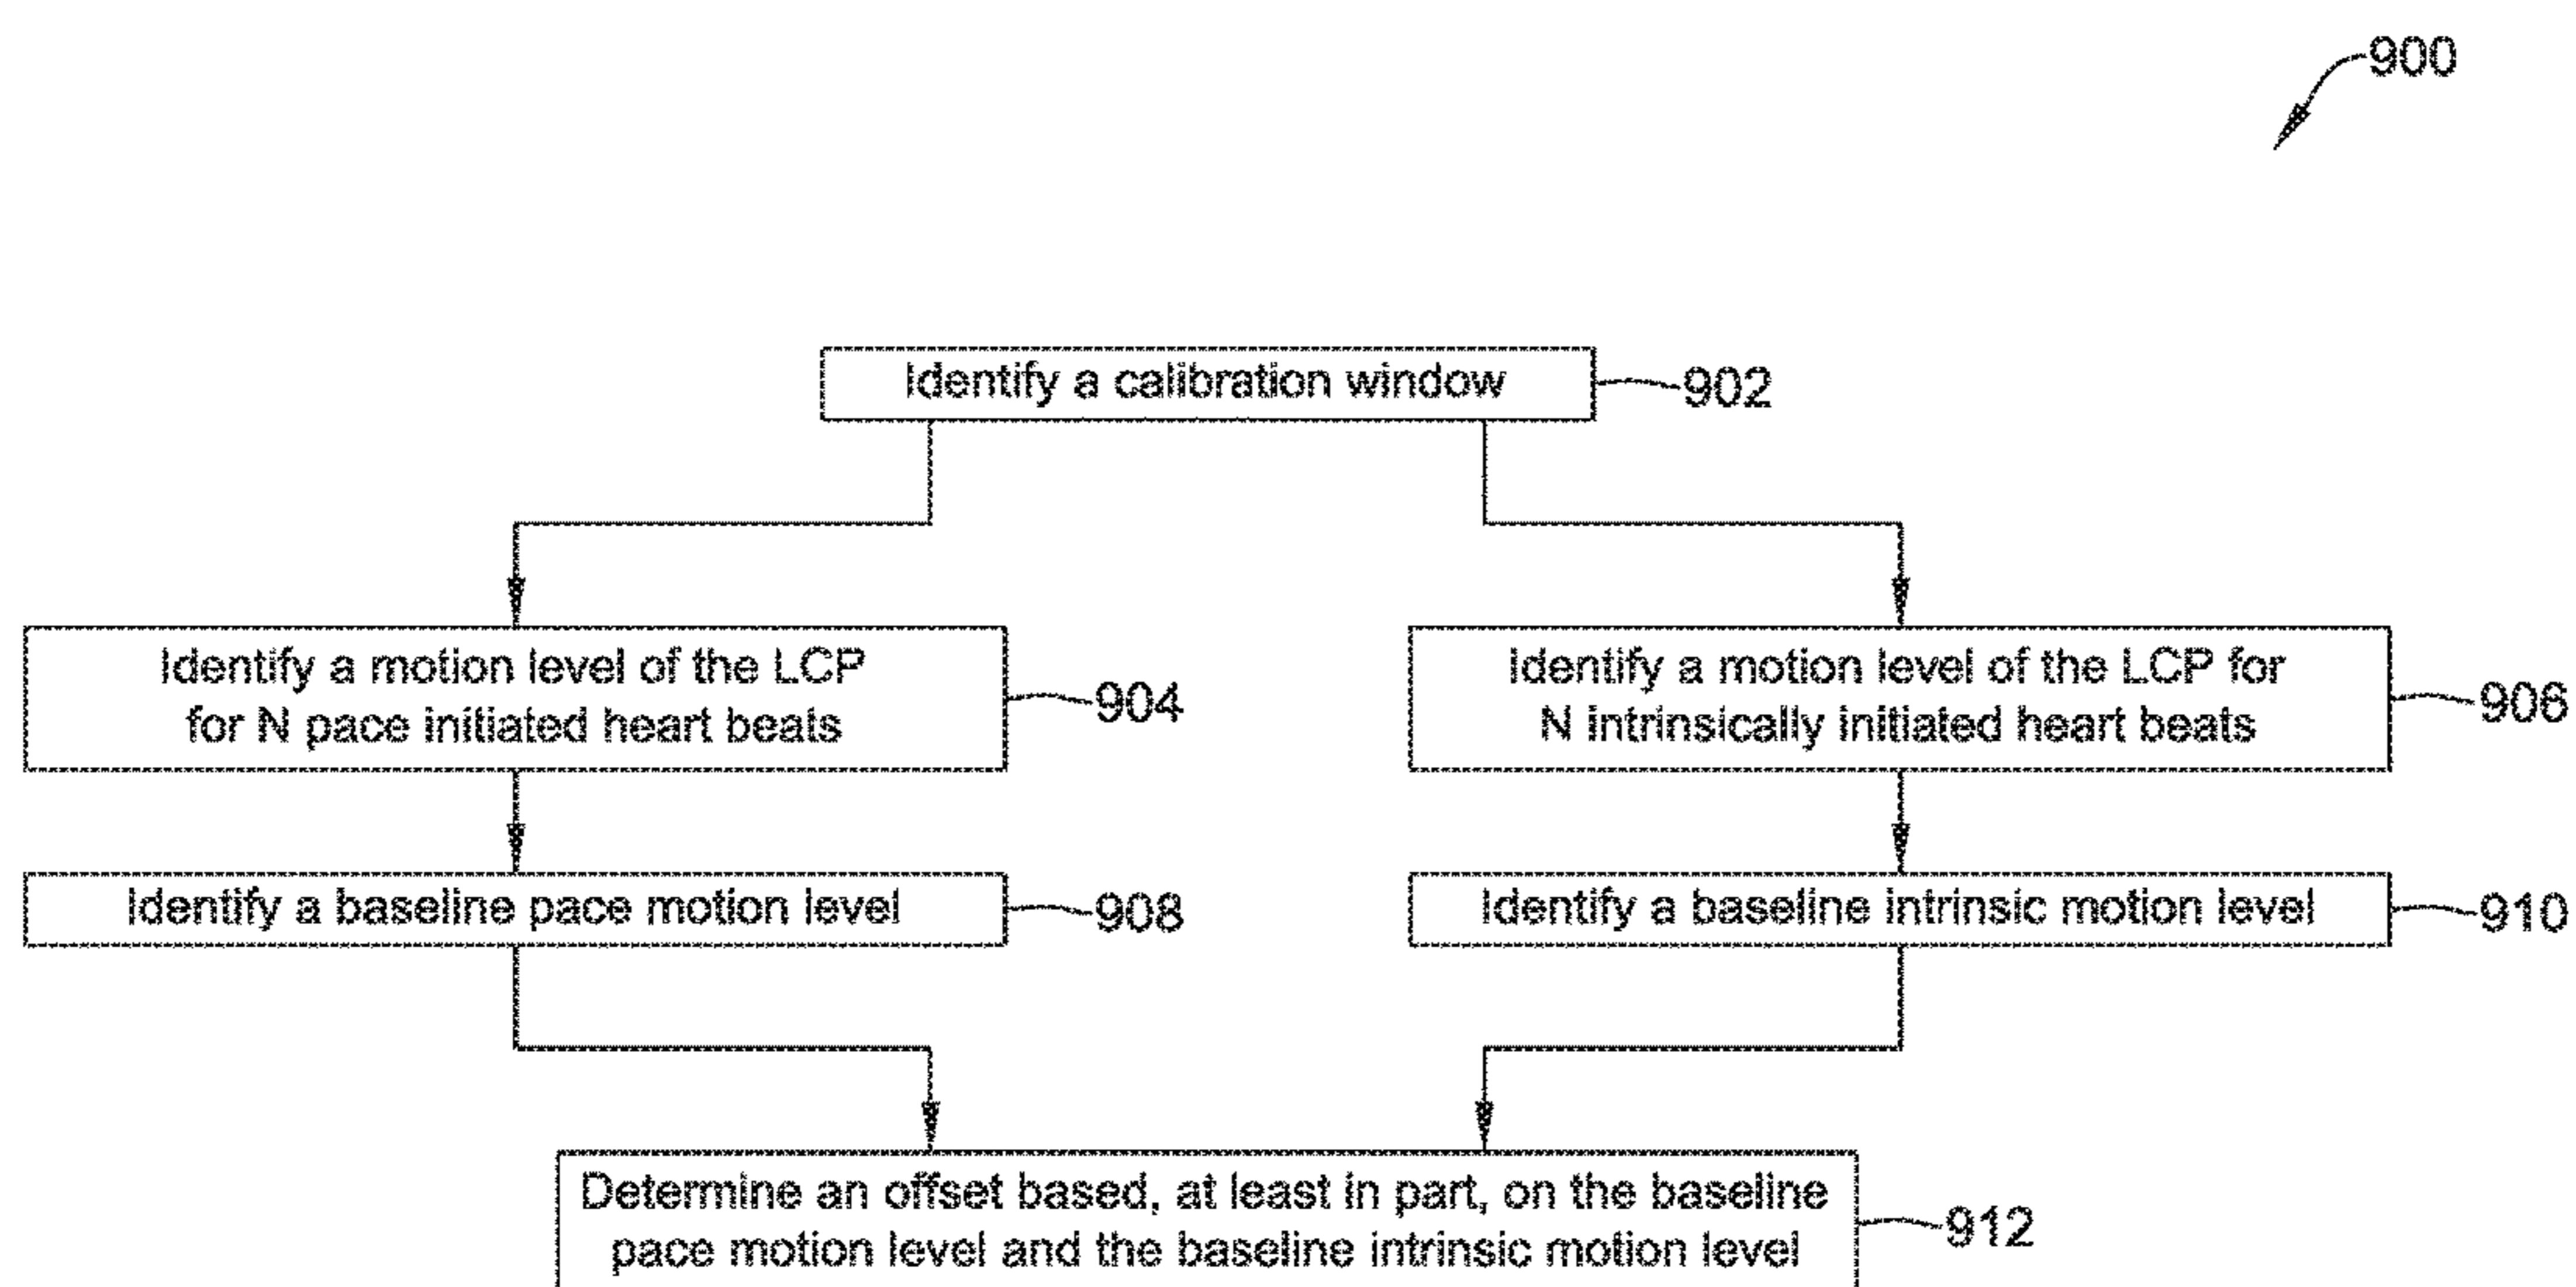 900
Identify a calibration window
902
Identify a motion level of the LCP
for N pace initiated heart beats
904
Identify a motion level of the LCP for
N intrinsically initiated heart beats
906
Identify a baseline pace motion level
908
Identify a baseline intrinsic motion level
910
Determine an offset based, at least in part, on the baseline
pace motion level and the baseline intrinsic motion level
912